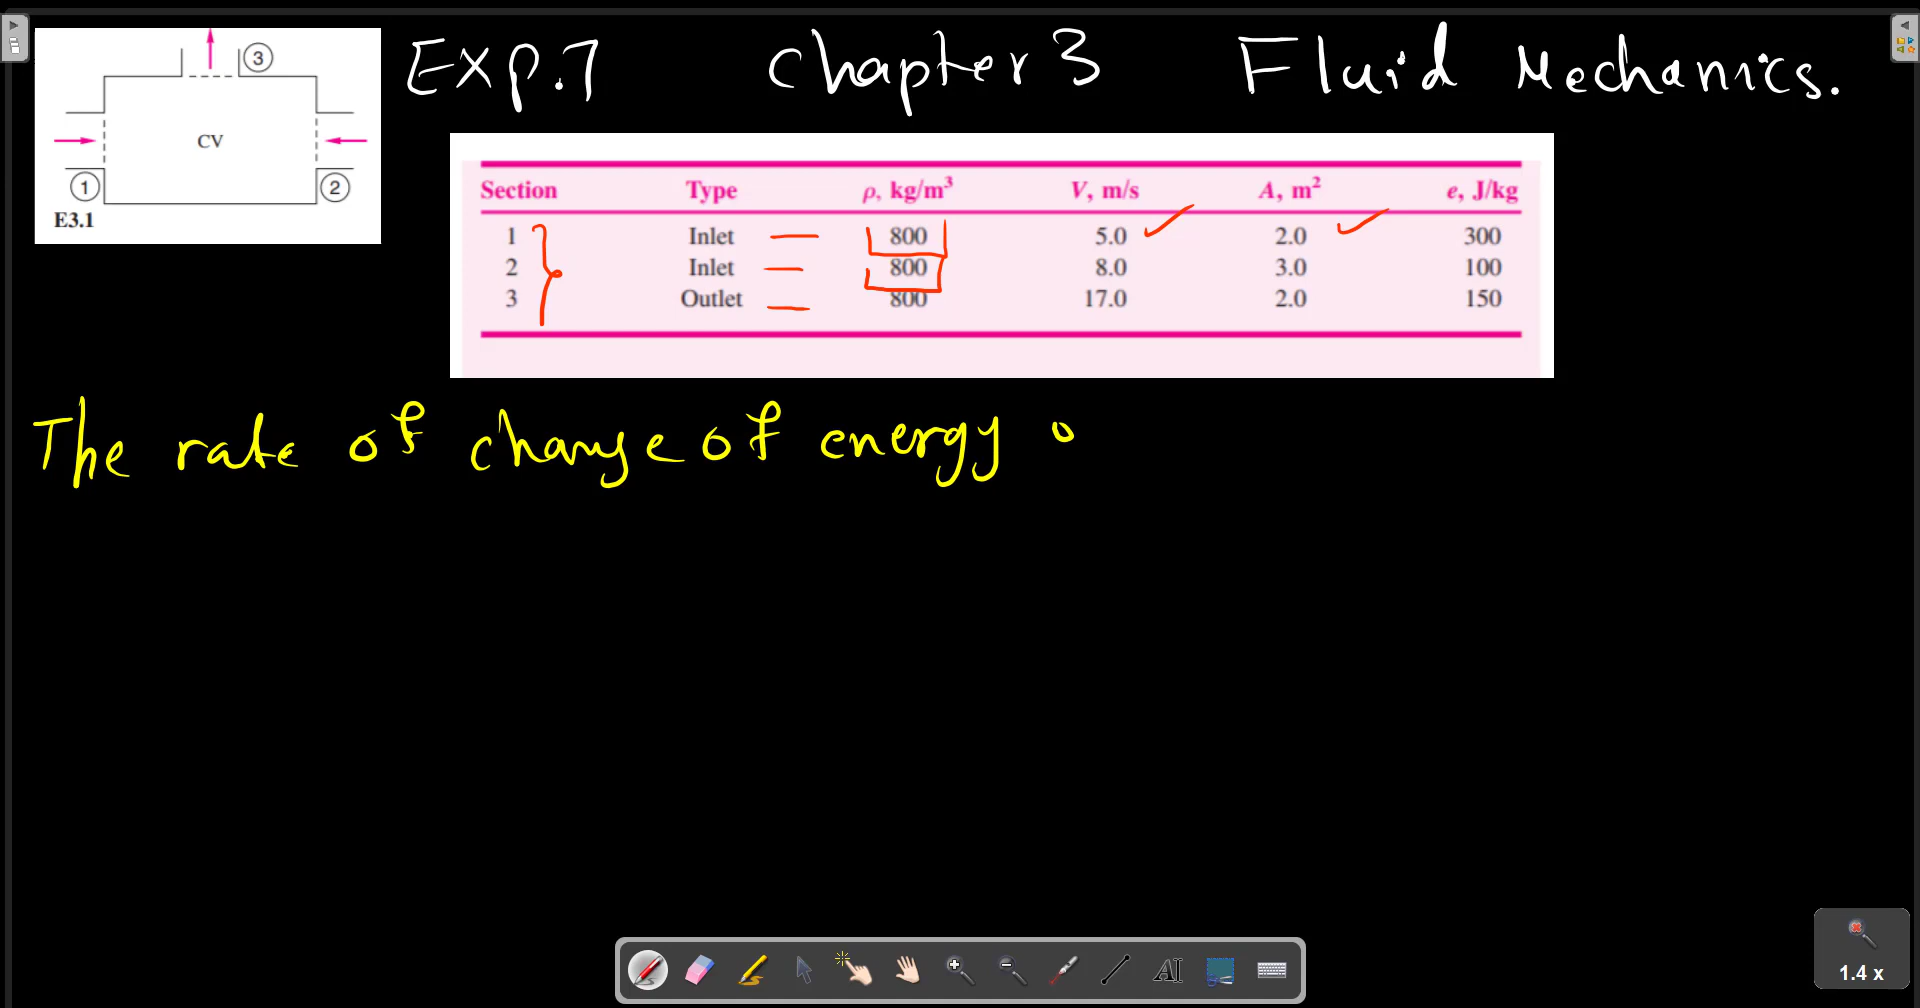 EXP.7 Chapter 3 Fluid Mechanics.
3
CV
1 2
E3.1
Section Type ρ, kg/m³ V, m/s A, m² e, J/kg
1 Inlet 800 5.0 2.0 300
2 Inlet 800 8.0 3.0 100
3 Outlet 800 17.0 2.0 150
The rate of change of energy o
AI
1.4 x